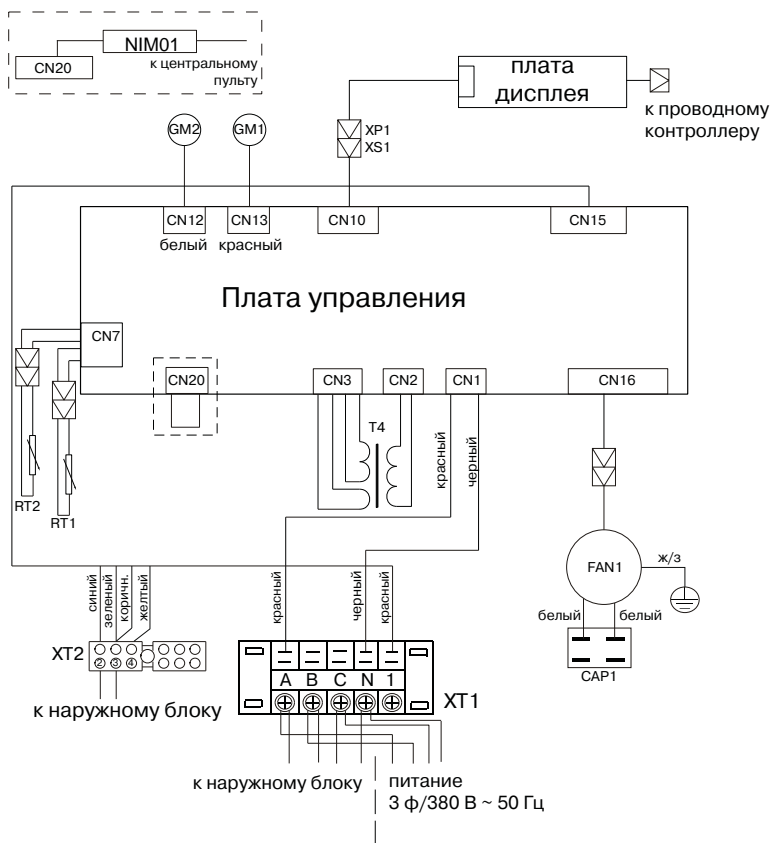 NIM01
CN20
к центральному
пульту
плата
дисплея
к проводному
контроллеру
GM2
GM1
XP1
XS1
CN12
CN13
CN10
CN15
белый
красный
Плата управления
CN7
CN20
CN3
CN2
CN1
CN16
T4
красный
черный
RT2
RT1
FAN1
ж/з
белый
белый
CAP1
синий
зеленый
коричн.
желтый
красный
черный
красный
XT2
2
3
4
A
B
C
N
1
XT1
к наружному блоку
к наружному блоку
питание
3 ф/380 В ~ 50 Гц